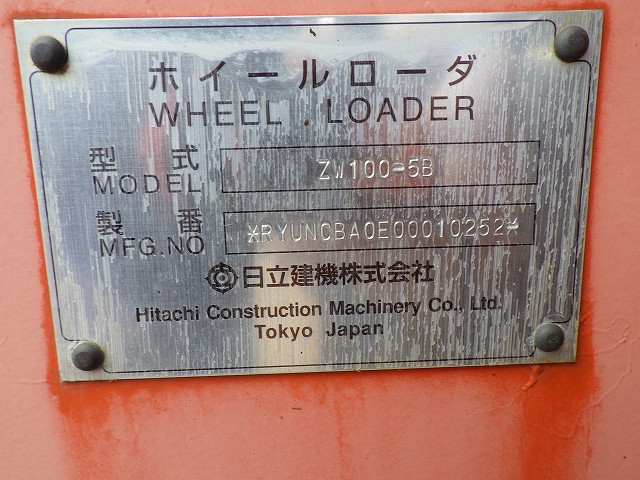 ホイールローダ
WHEEL LOADER
型式 ZW100-5B
MODEL
製番 *RYUNCBA0E00010252*
MFG.NO
日立建機株式会社
Hitachi Construction Machinery Co., Ltd.
Tokyo Japan